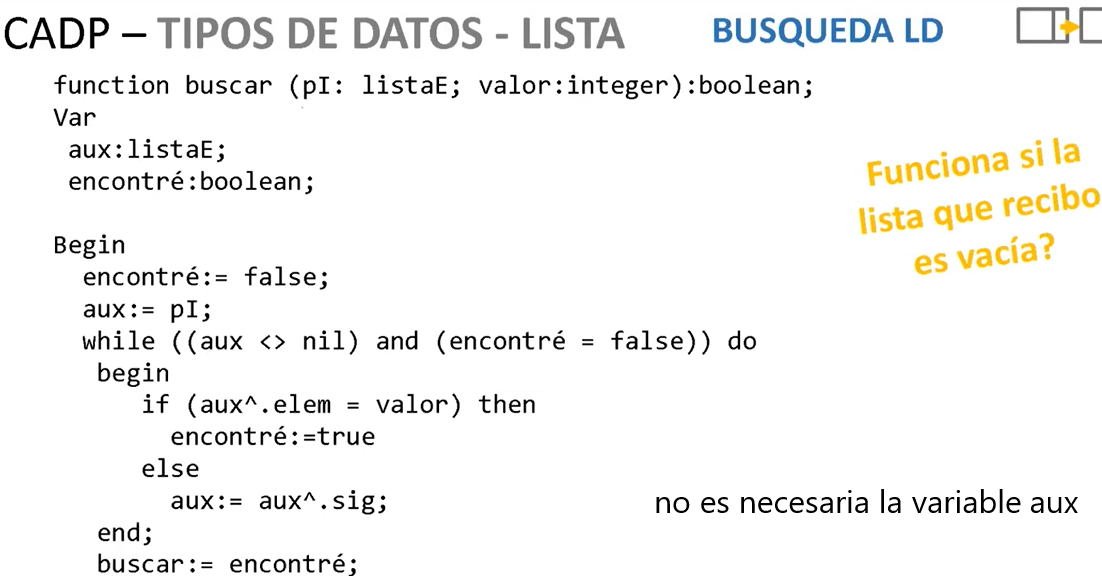 CADP – TIPOS DE DATOS - LISTA
BUSQUEDA LD
function buscar (pI: listaE; valor:integer):boolean;
Var
aux:listaE;
encontré:boolean;
Funciona si la
lista que recibo
es vacía?
Begin
encontré:= false;
aux:= pI;
while ((aux <> nil) and (encontré = false)) do
begin
if (aux^.elem = valor) then
encontré:=true
else
aux:= aux^.sig;
no es necesaria la variable aux
end;
buscar:= encontré;